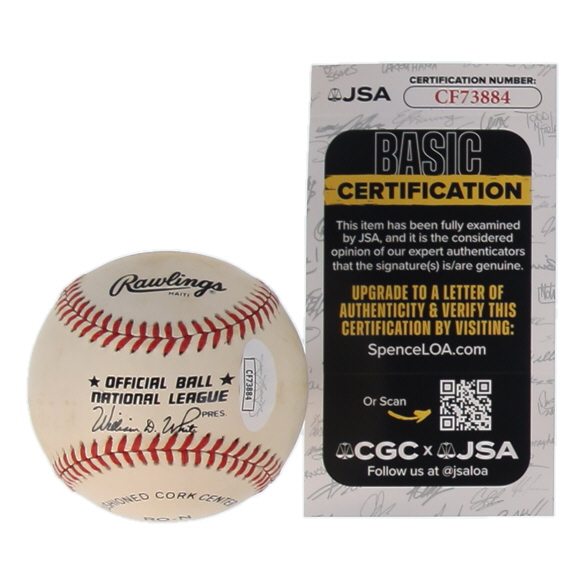 Rawlings
HAITI
★ OFFICIAL BALL ★
NATIONAL LEAGUE
William D. White PRES.
CF73884
SHIONED CORK CENTE
RO-N
JSA
CERTIFICATION NUMBER:
CF73884
BASIC
CERTIFICATION
This item has been fully examined
by JSA, and it is the considered
opinion of our expert authenticators
that the signature(s) is/are genuine.
UPGRADE TO A LETTER OF
AUTHENTICITY & VERIFY THIS
CERTIFICATION BY VISITING:
SpenceLOA.com
Or Scan
CGC x JSA
Follow us at @jsaloa